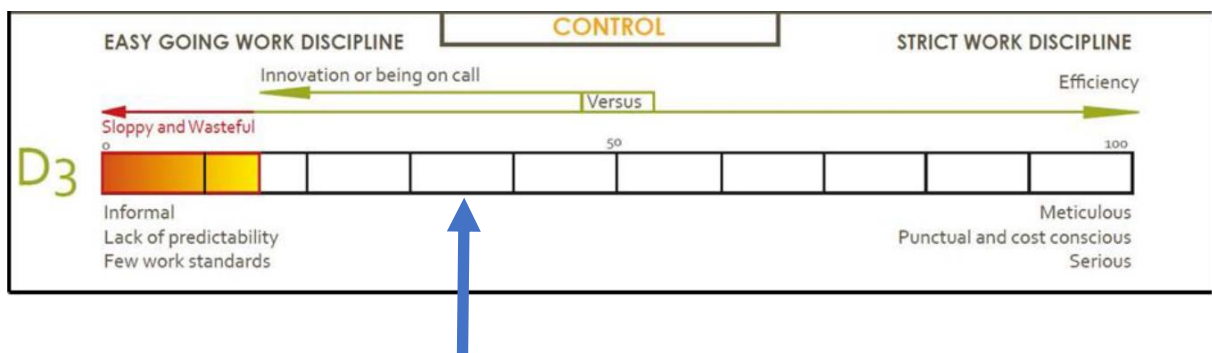 CONTROL
EASY GOING WORK DISCIPLINE
STRICT WORK DISCIPLINE
Innovation or being on call
Efficiency
Versus
Sloppy and Wasteful
0
50
100
D3
Informal
Meticulous
Lack of predictability
Punctual and cost conscious
Few work standards
Serious